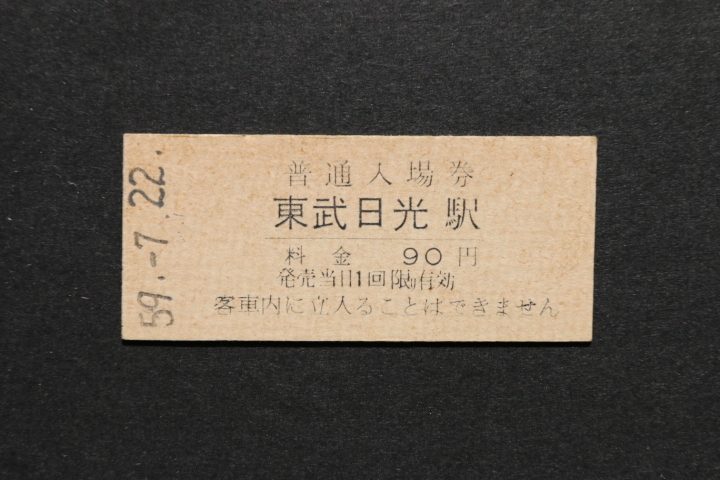 普通入場券
東武日光駅
料金 90円
発売当日1回限り有効
客車内に立入ることはできません
59.-7.22.